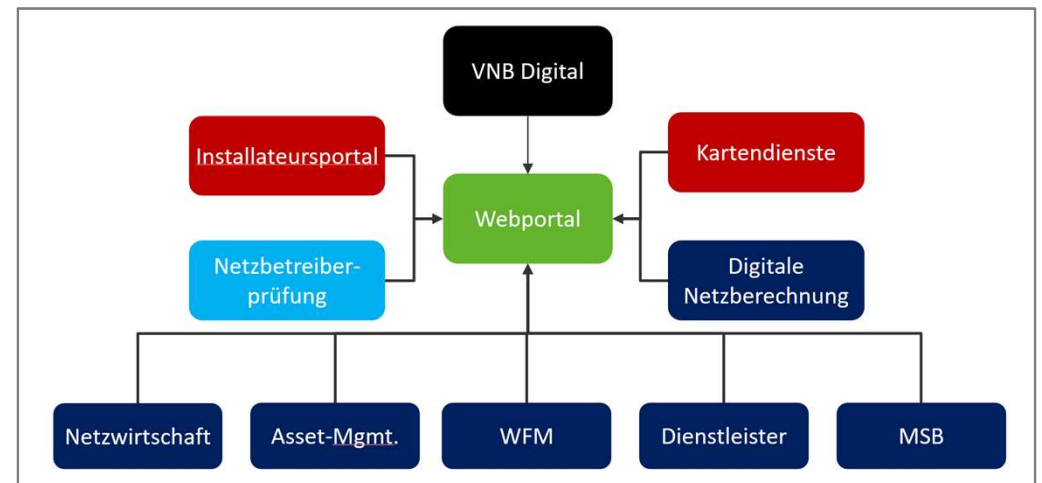 VNB Digital
Installateursportal
Kartendienste
Webportal
Netzbetreiber-
prüfung
Digitale
Netzberechnung
Netzwirtschaft
Asset-Mgmt.
WFM
Dienstleister
MSB